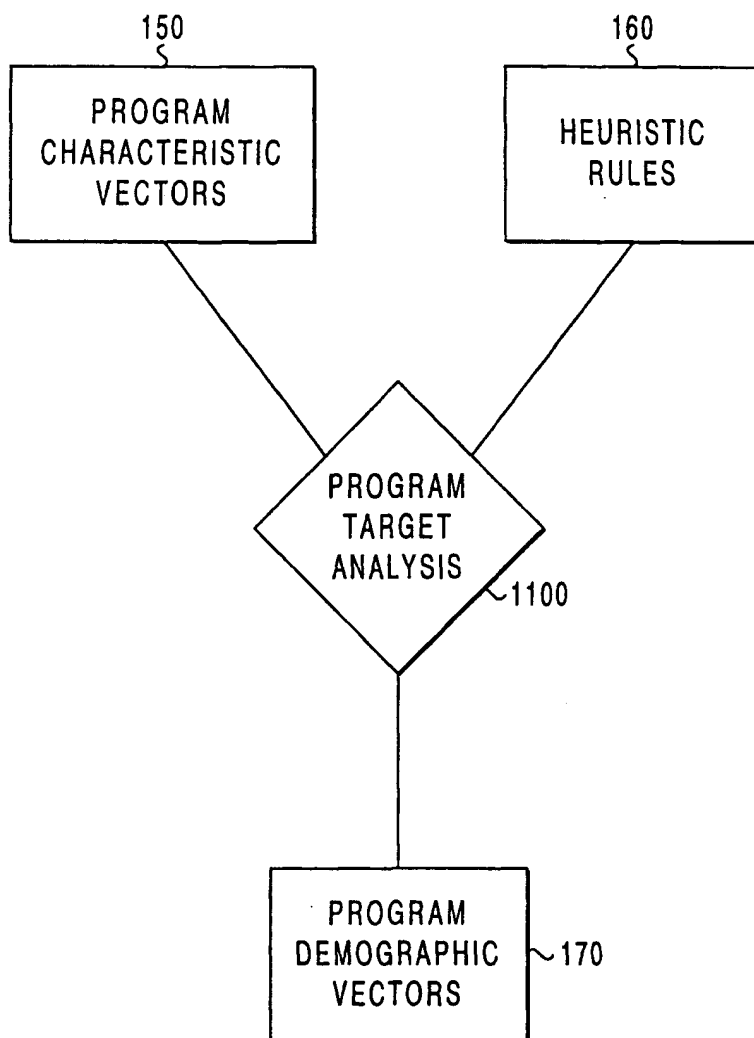 150
PROGRAM
CHARACTERISTIC
VECTORS
160
HEURISTIC
RULES
PROGRAM
TARGET
ANALYSIS
1100
PROGRAM
DEMOGRAPHIC
VECTORS
170